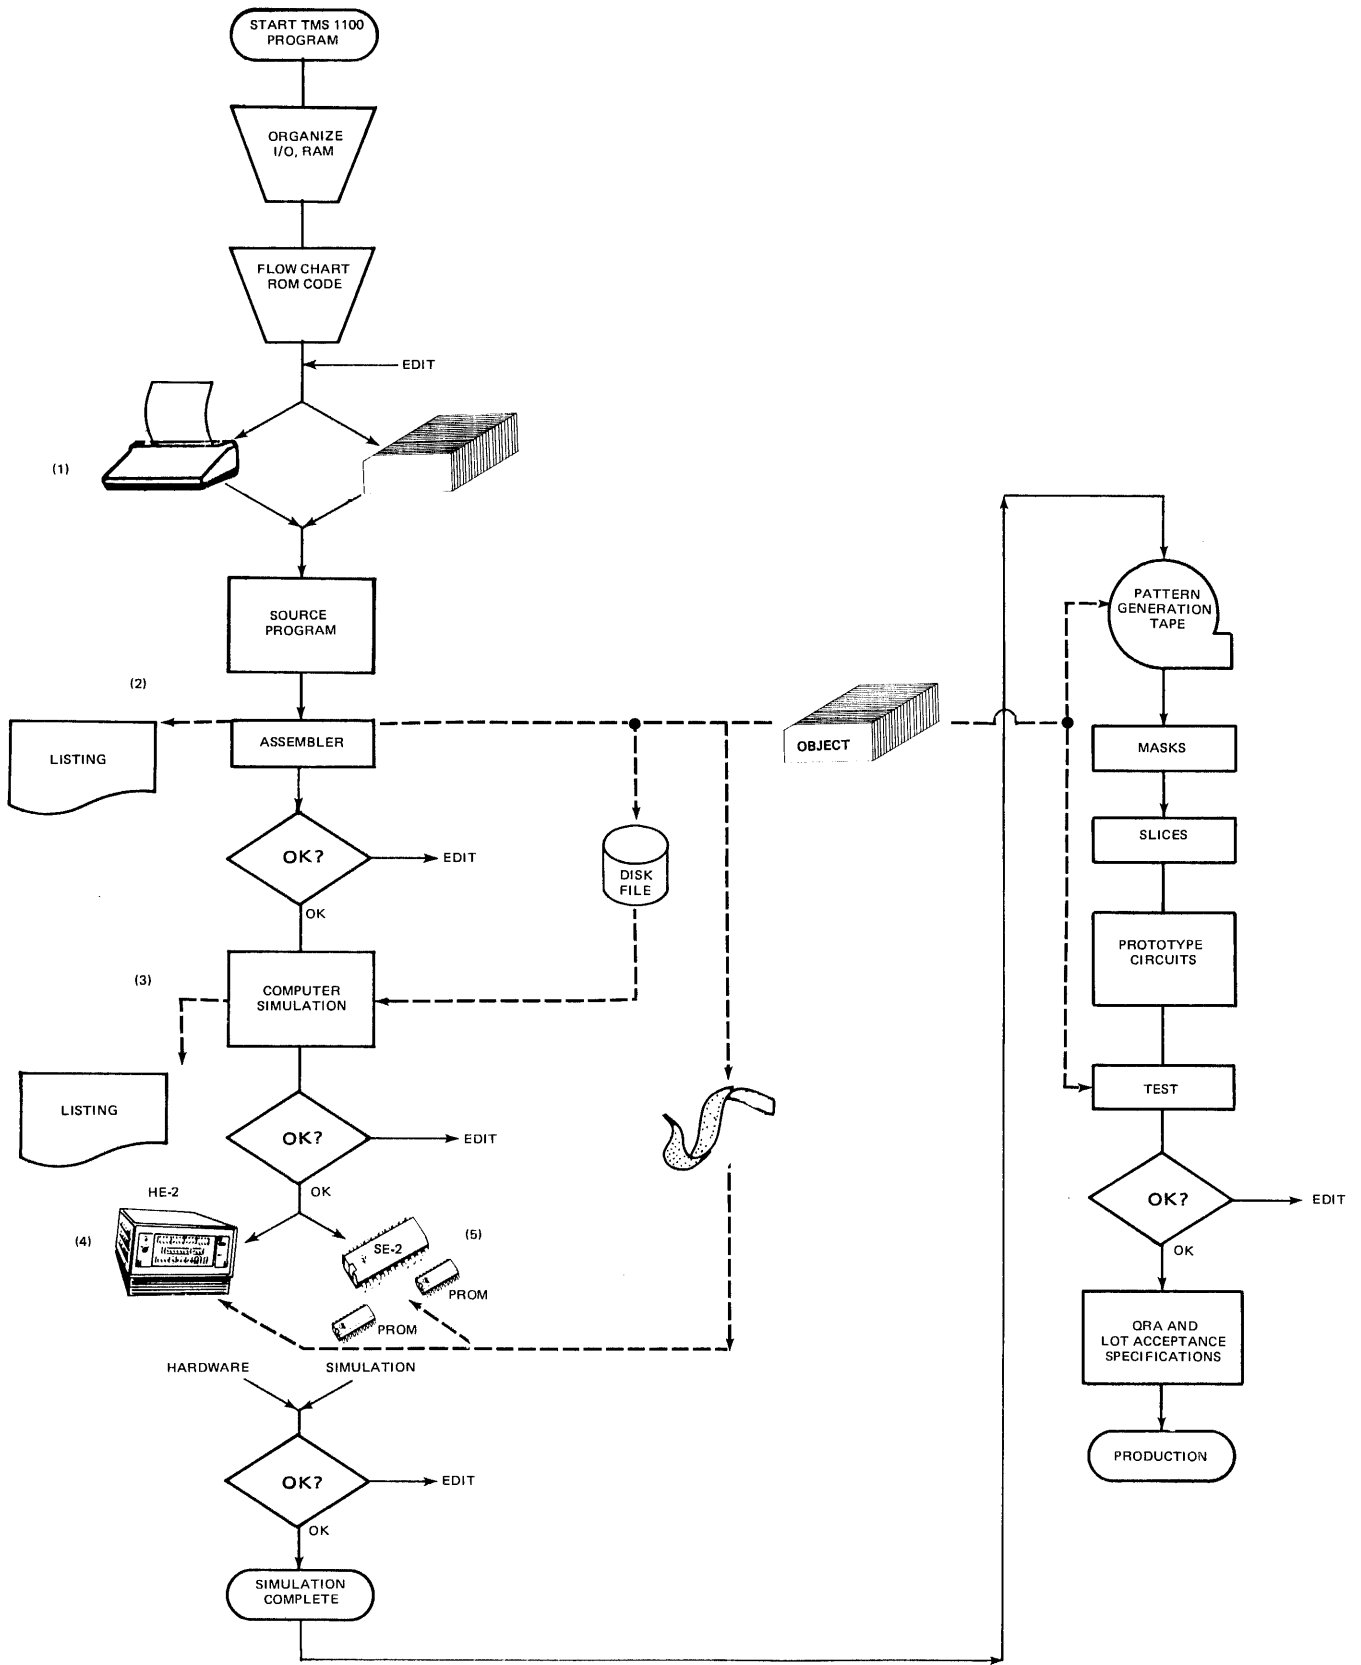 START TMS 1100
PROGRAM
ORGANIZE
I/O, RAM
FLOW CHART
ROM CODE
EDIT
(1)
SOURCE
PROGRAM
(2)
ASSEMBLER
LISTING
OBJECT
OK?
EDIT
OK
DISK
FILE
(3)
COMPUTER
SIMULATION
LISTING
OK?
EDIT
OK
HE-2
(4)
SE-2
(5)
PROM
PROM
HARDWARE
SIMULATION
OK?
EDIT
OK
SIMULATION
COMPLETE
PATTERN
GENERATION
TAPE
MASKS
SLICES
PROTOTYPE
CIRCUITS
TEST
OK?
EDIT
OK
QRA AND
LOT ACCEPTANCE
SPECIFICATIONS
PRODUCTION